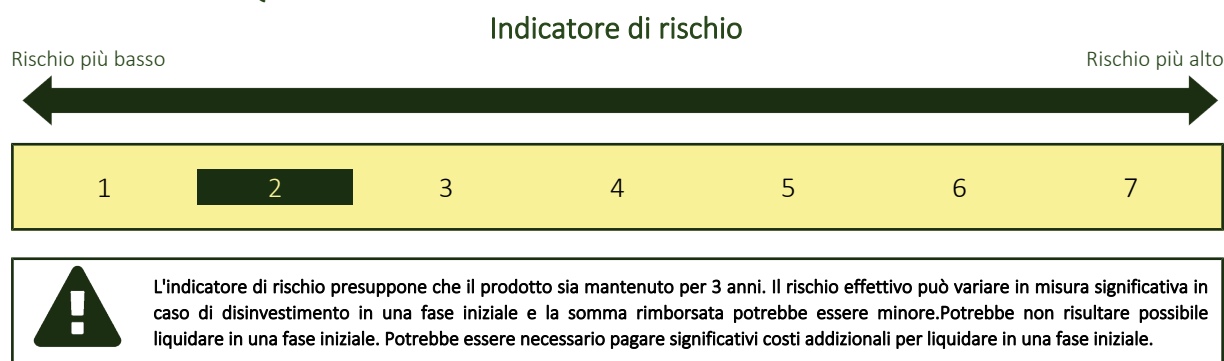 Indicatore di rischio
Rischio più basso
Rischio più alto
1 2 3 4 5 6 7
L'indicatore di rischio presuppone che il prodotto sia mantenuto per 3 anni. Il rischio effettivo può variare in misura significativa in
caso di disinvestimento in una fase iniziale e la somma rimborsata potrebbe essere minore.Potrebbe non risultare possibile
liquidare in una fase iniziale. Potrebbe essere necessario pagare significativi costi addizionali per liquidare in una fase iniziale.